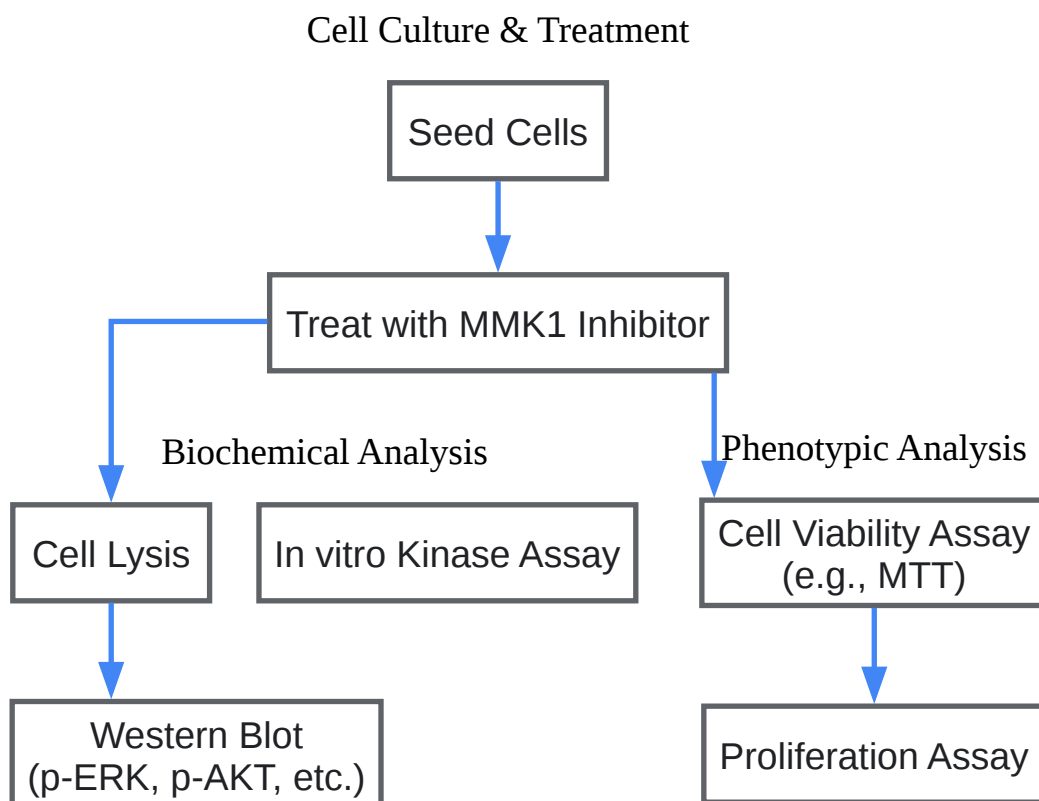 Cell Culture & Treatment
Seed Cells
Treat with MMK1 Inhibitor
Biochemical Analysis
Phenotypic Analysis
Cell Lysis
In vitro Kinase Assay
Cell Viability Assay
(e.g., MTT)
Western Blot
(p-ERK, p-AKT, etc.)
Proliferation Assay